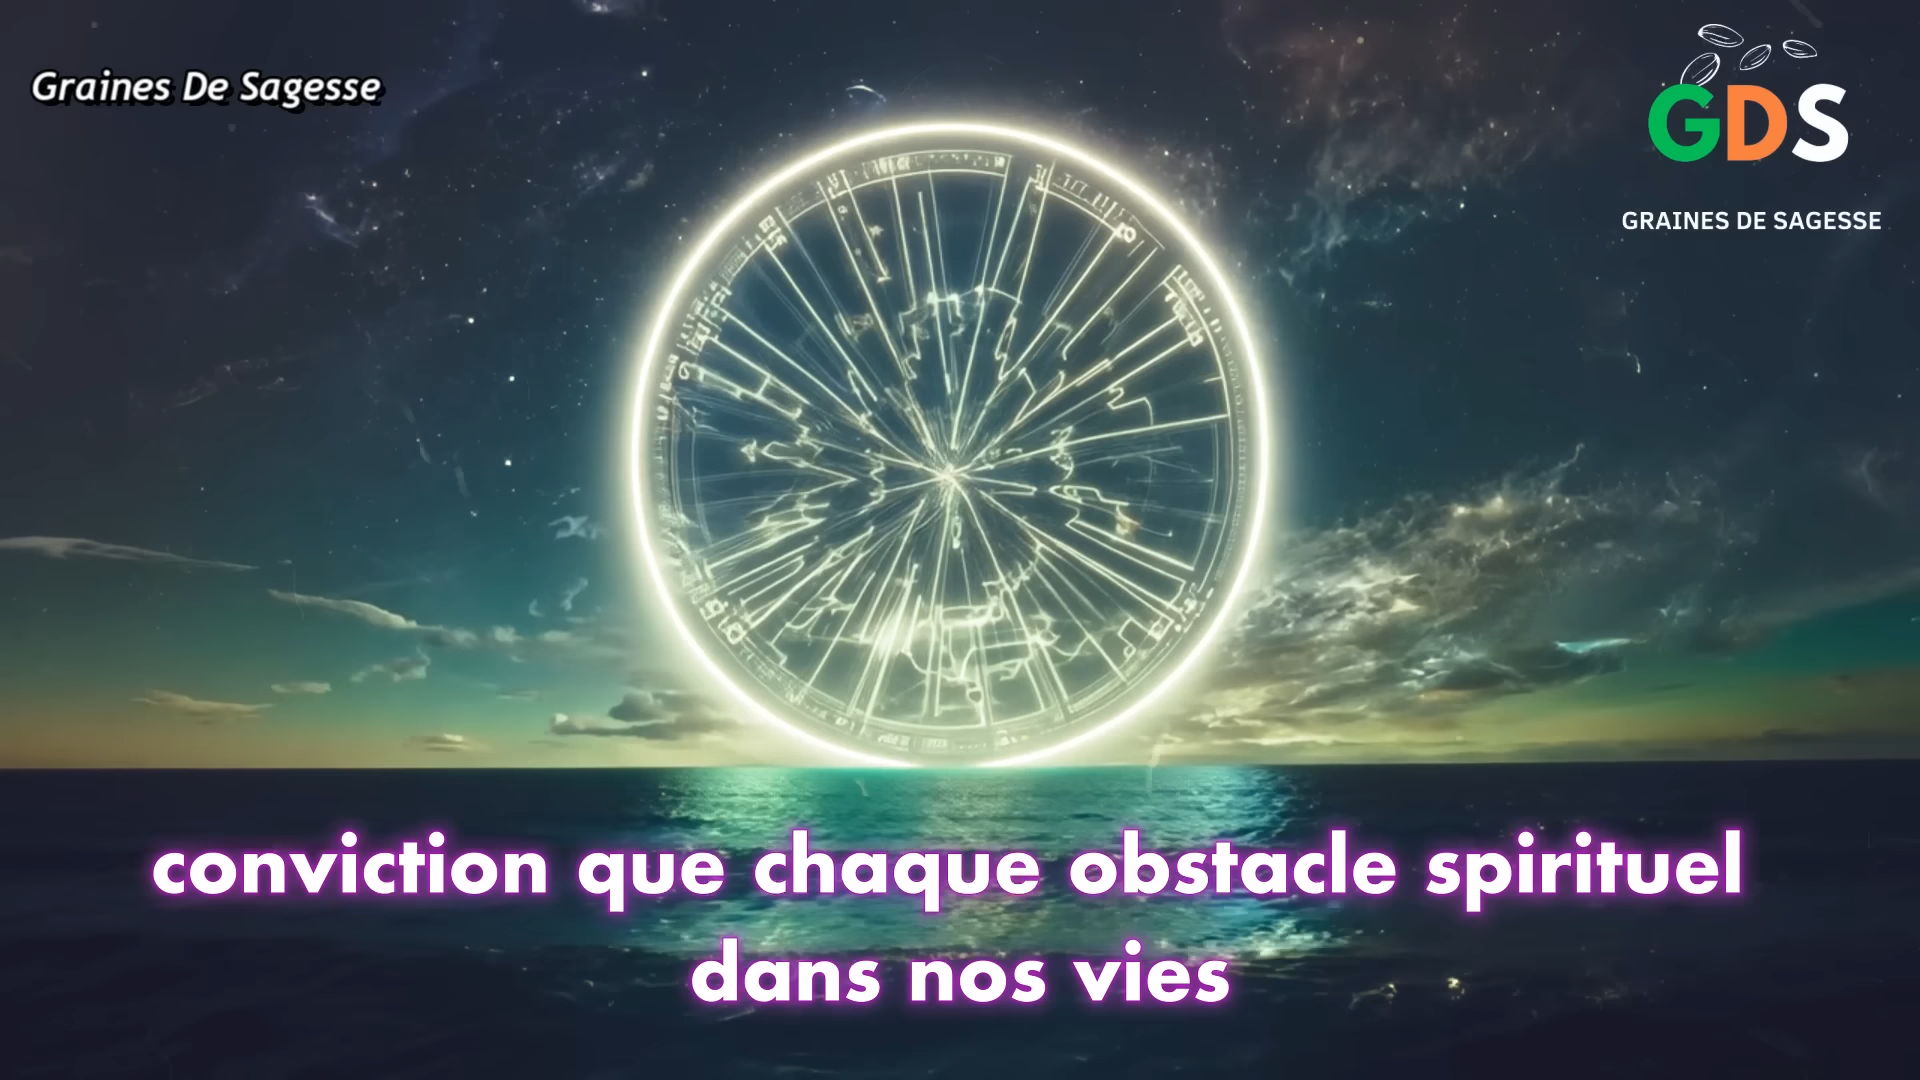 Graines De Sagesse
GDS
GRAINES DE SAGESSE
conviction que chaque obstacle spirituel
dans nos vies